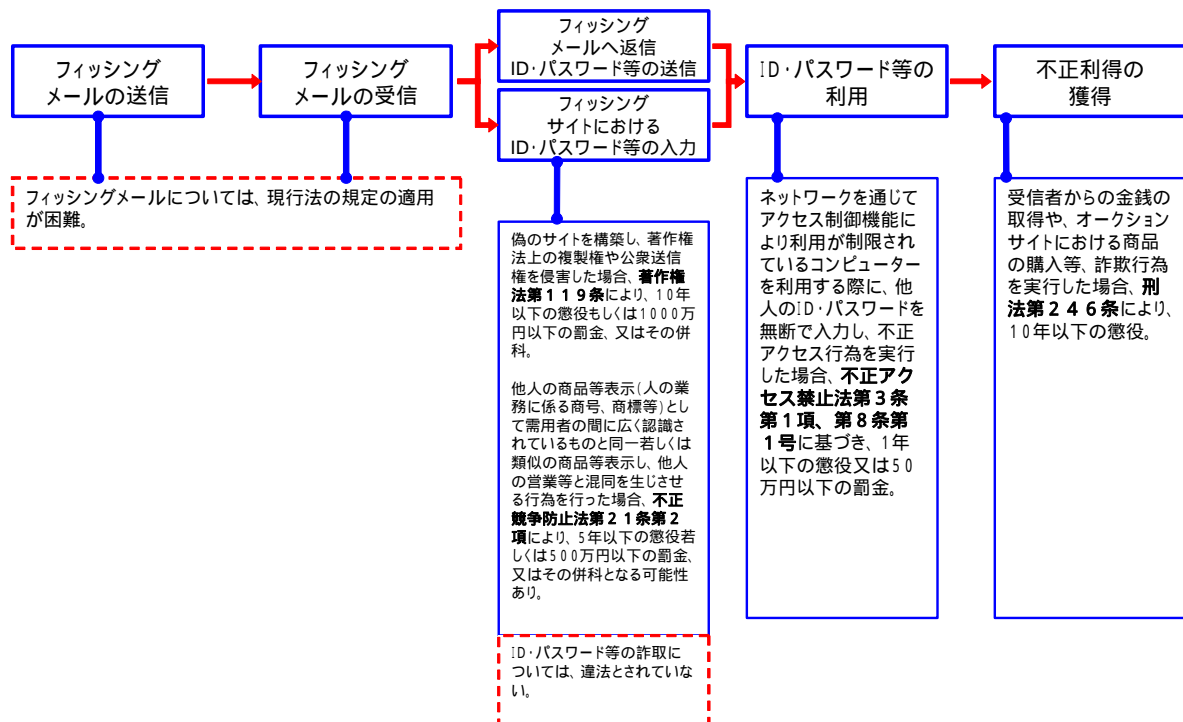 フィッシング
メールの送信
フィッシング
メールの受信
フィッシング
メールへ返信
ID・パスワード等の送信
フィッシング
サイトにおける
ID・パスワード等の入力
ID・パスワード等の
利用
不正利得の
獲得
フィッシングメールについては、現行法の規定の適用
が困難。
偽のサイトを構築し、著作権
法上の複製権や公衆送信
権を侵害した場合、著作権
法第119条により、10年
以下の懲役もしくは1000万
円以下の罰金、又はその併
科。
他人の商品等表示(人の業
務に係る商号、商標等)とし
て需用者の間に広く認識さ
れているものと同一若しくは
類似の商品等表示し、他人
の営業等と混同を生じさせ
る行為を行った場合、不正
競争防止法第21条第2
項により、5年以下の懲役若
しくは500万円以下の罰金、
又はその併科となる可能性
あり。
ID・パスワード等の詐取に
ついては、違法とされていな
い。
ネットワークを通じて
アクセス制御機能に
より利用が制限され
ているコンピューター
を利用する際に、他
人のID・パスワードを
無断で入力し、不正
アクセス行為を実行
した場合、不正アク
セス禁止法第3条
第1項、第8条第
1号に基づき、1年
以下の懲役又は50
万円以下の罰金。
受信者からの金銭の
取得や、オークション
サイトにおける商品
の購入等、詐欺行為
を実行した場合、刑
法第246条により、
10年以下の懲役。